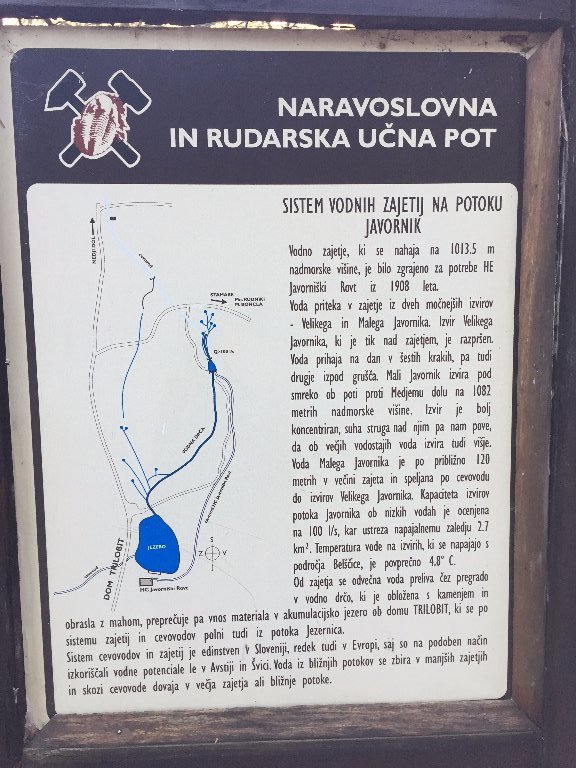 NARAVOSLOVNA
IN RUDARSKA UČNA POT
SISTEM VODNIH ZAJETIJ NA POTOKU
JAVORNIK
Vodno zajetje, ki se nahaja na 1013.5 m
nadmorske višine, je bilo zgrajeno za potrebe HE
Javorniški Rovt iz 1908 leta.
Voda priteka v zajetje iz dveh močnejših izvirov
- Velikega in Malega Javornika. Izvir Velikega
Javornika, ki je tik nad zajetjem, je razpršen.
Voda prihaja na dan v šestih krakih, pa tudi
drugje izpod grušča. Mali Javornik izvira pod
smreko ob poti proti Medjemu dolu na 1082
metrih nadmorske višine. Izvir je bolj
koncentriran, suha struga nad njim pa nam pove,
da ob večjih vodostajih voda izvira tudi višje.
Voda Malega Javornika je po približno 120
metrih v večini zajeta in speljana po cevovodu
do izvirov Velikega Javornika. Kapaciteta izvirov
potoka Javornika ob nizkih vodah je ocenjena
na 100 l/s, kar ustreza napajalnemu zaledju 2.7
km². Temperatura vode na izvirih, ki se napajajo s
področja Belščice, je povprečno 4,8° C.
Od zajetja se odvečna voda preliva čez pregrado
v vodno drčo, ki je obložena s kamenjem in
obrasla z mahom, preprečuje pa vnos materiala v akumulacijsko jezero ob domu TRILOBIT, ki se po
sistemu zajetij in cevovodov polni tudi iz potoka Jezernica.
Sistem cevovodov in zajetij je edinstven v Sloveniji, redek tudi v Evropi, saj so na podoben način
izkoriščali vodne potenciale le v Avstiji in Švici. Voda iz bližnjih potokov se zbira v manjših zajetjih
in skozi cevovode dovaja v večja zajetja ali bližnje potoke.
MEDJI DOL
cevovod
STAMARE
PEI, RUDNIKI
M. BONCLA
VODNA DRČA
JEZERO
DOM TRILOBIT
HC Javorniški Rovt
S
Z
V
J